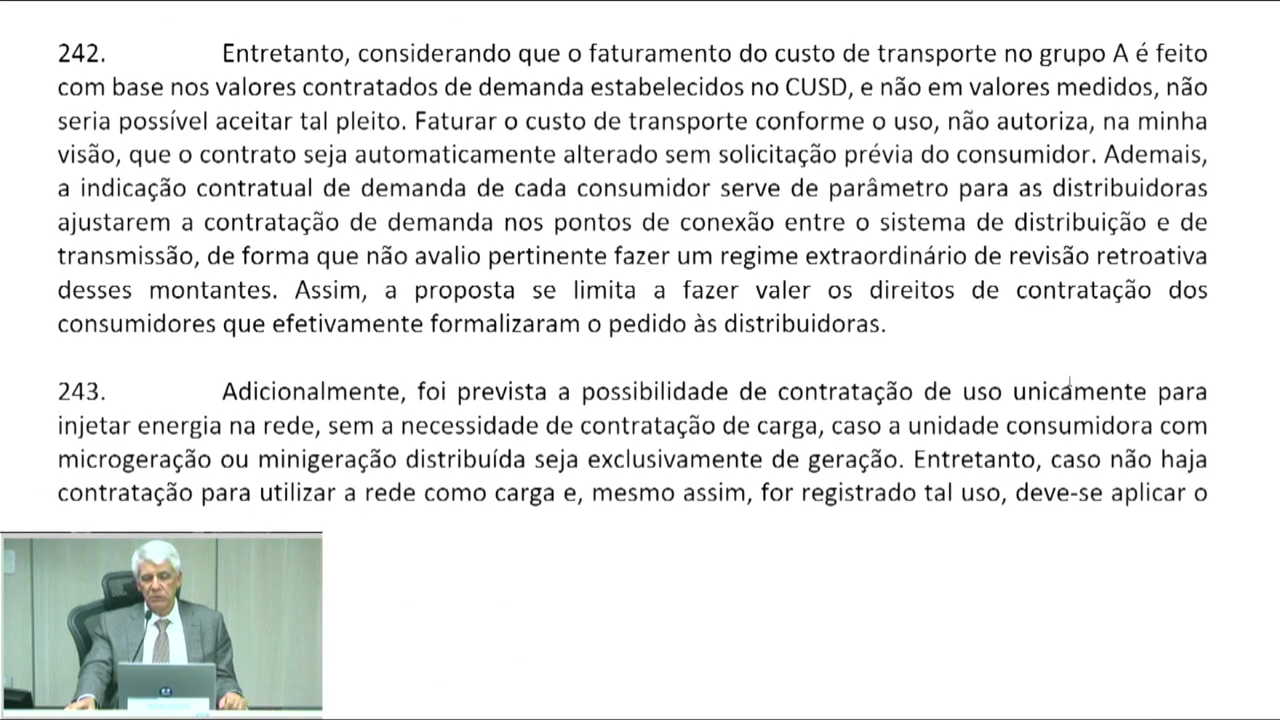 242. Entretanto, considerando que o faturamento do custo de transporte no grupo A é feito
com base nos valores contratados de demanda estabelecidos no CUSD, e não em valores medidos, não
seria possível aceitar tal pleito. Faturar o custo de transporte conforme o uso, não autoriza, na minha
visão, que o contrato seja automaticamente alterado sem solicitação prévia do consumidor. Ademais,
a indicação contratual de demanda de cada consumidor serve de parâmetro para as distribuidoras
ajustarem a contratação de demanda nos pontos de conexão entre o sistema de distribuição e de
transmissão, de forma que não avalio pertinente fazer um regime extraordinário de revisão retroativa
desses montantes. Assim, a proposta se limita a fazer valer os direitos de contratação dos
consumidores que efetivamente formalizaram o pedido às distribuidoras.
243. Adicionalmente, foi prevista a possibilidade de contratação de uso unicamente para
injetar energia na rede, sem a necessidade de contratação de carga, caso a unidade consumidora com
microgeração ou minigeração distribuída seja exclusivamente de geração. Entretanto, caso não haja
contratação para utilizar a rede como carga e, mesmo assim, for registrado tal uso, deve-se aplicar o